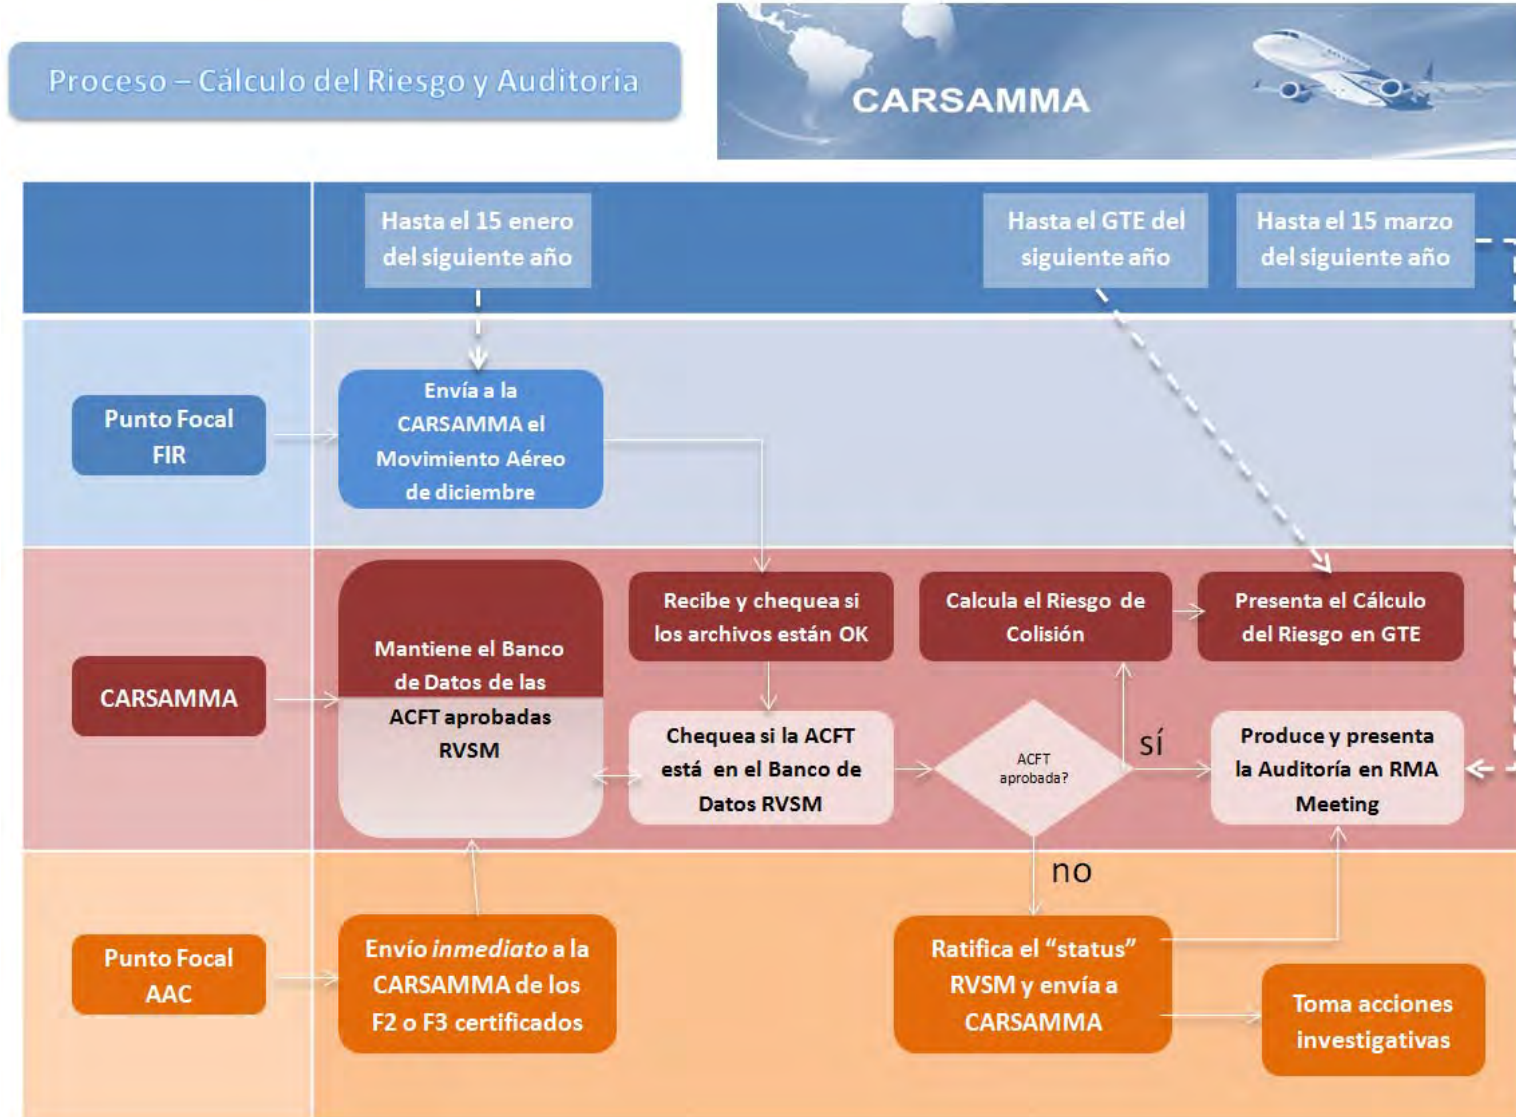 Proceso – Cálculo del Riesgo y Auditoría
CARSAMMA
Hasta el 15 enero
del siguiente año
Hasta el GTE del
siguiente año
Hasta el 15 marzo
del siguiente año
Punto Focal
FIR
Envía a la
CARSAMMA el
Movimiento Aéreo
de diciembre
CARSAMMA
Mantiene el Banco
de Datos de las
ACFT aprobadas
RVSM
Recibe y chequea si
los archivos están OK
Calcula el Riesgo de
Colisión
Presenta el Cálculo
del Riesgo en GTE
Chequea si la ACFT
está en el Banco de
Datos RVSM
ACFT
aprobada?
sí
Produce y presenta
la Auditoría en RMA
Meeting
no
Punto Focal
AAC
Envío inmediato a la
CARSAMMA de los
F2 o F3 certificados
Ratifica el “status”
RVSM y envía a
CARSAMMA
Toma acciones
investigativas